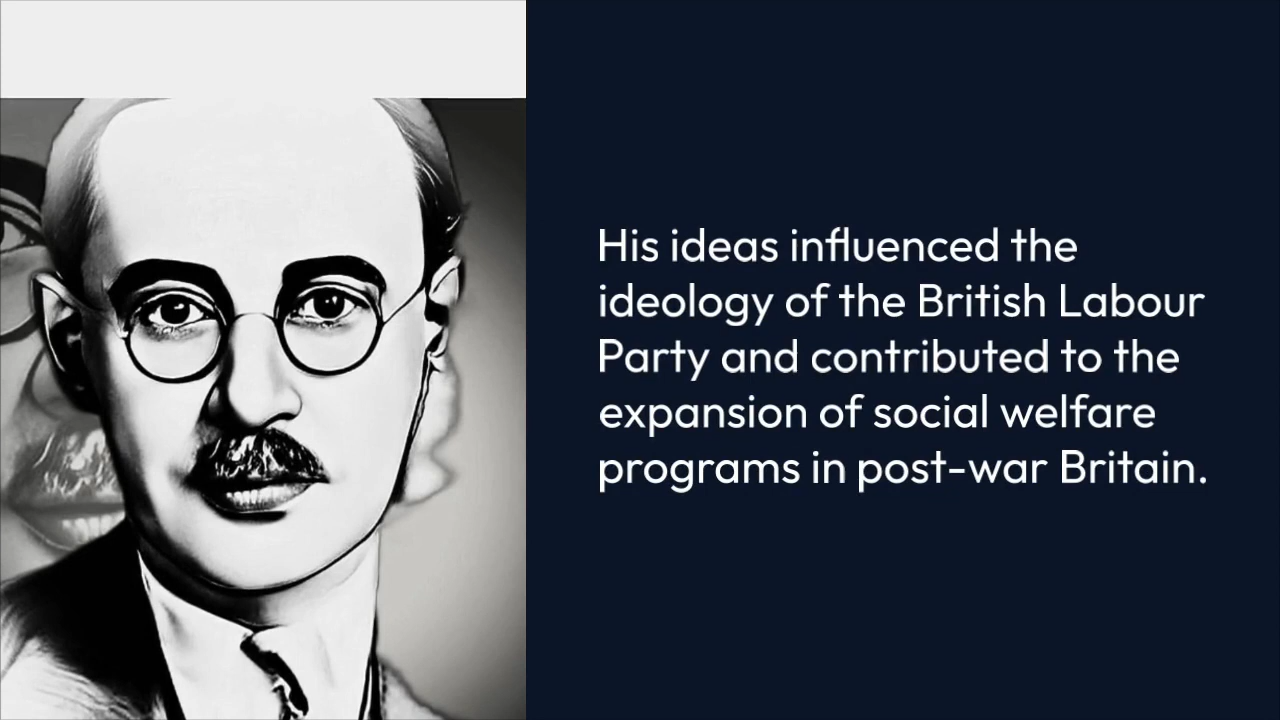 His ideas influenced the
ideology of the British Labour
Party and contributed to the
expansion of social welfare
programs in post-war Britain.